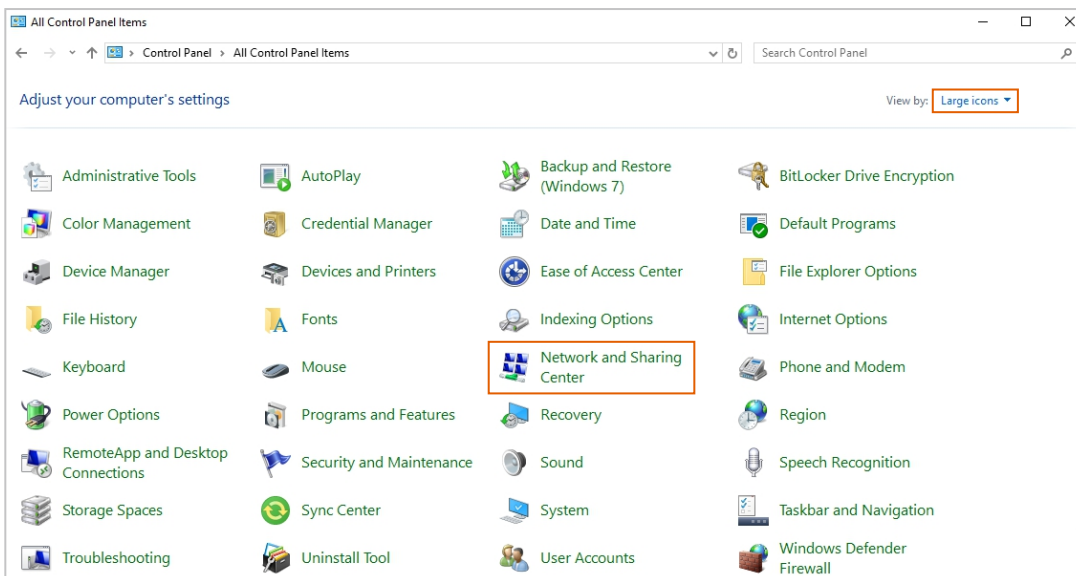 All Control Panel Items
Control Panel > All Control Panel Items
Search Control Panel
Adjust your computer's settings
View by: Large icons
Administrative Tools
AutoPlay
Backup and Restore
(Windows 7)
BitLocker Drive Encryption
Color Management
Credential Manager
Date and Time
Default Programs
Device Manager
Devices and Printers
Ease of Access Center
File Explorer Options
File History
Fonts
Indexing Options
Internet Options
Keyboard
Mouse
Network and Sharing
Center
Phone and Modem
Power Options
Programs and Features
Recovery
Region
RemoteApp and Desktop
Connections
Security and Maintenance
Sound
Speech Recognition
Storage Spaces
Sync Center
System
Taskbar and Navigation
Troubleshooting
Uninstall Tool
User Accounts
Windows Defender
Firewall